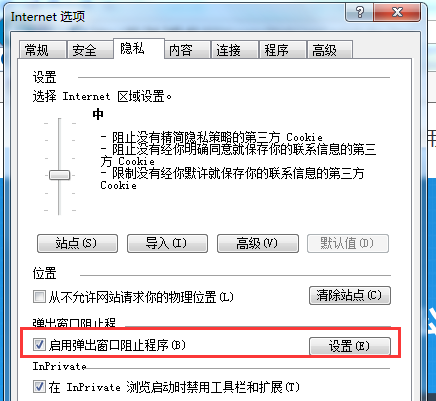 Internet 选项
常规 安全 隐私 内容 连接 程序 高级
设置
选择 Internet 区域设置。
中
- 阻止没有精简隐私策略的第三方 Cookie
- 阻止没有经你明确同意就保存你的联系信息的第三方 Cookie
- 限制没有经你默许就保存你的联系信息的第三方 Cookie
站点(S) 导入(I) 高级(V) 默认值(D)
位置
从不允许网站请求你的物理位置(L) 清除站点(C)
弹出窗口阻止程
启用弹出窗口阻止程序(B) 设置(E)
InPrivate
在 InPrivate 浏览启动时禁用工具栏和扩展(T)